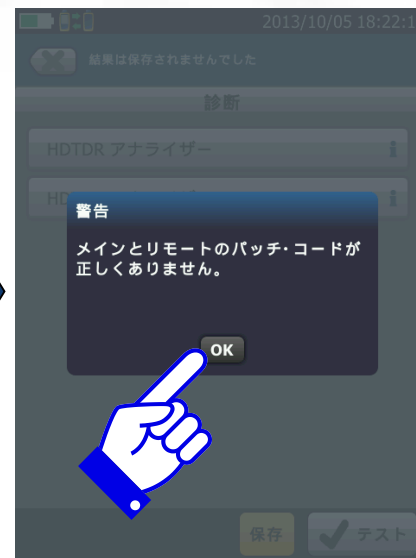 2013/10/05 18:22:1
結果は保存されませんでした
診断
HDTDR アナライザー
HD
警告
メインとリモートのパッチ・コードが
正しくありません。
OK
保存
テスト